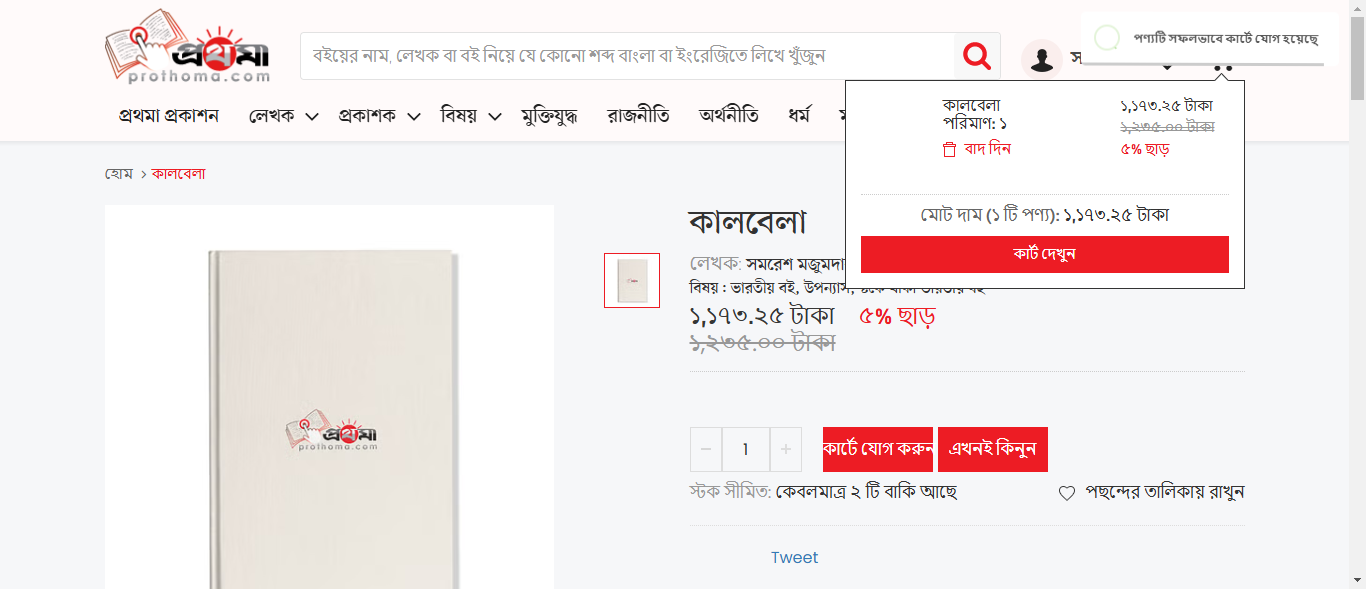 প্রথমা
prothoma.com
বইয়ের নাম, লেখক বা বই নিয়ে যে কোনো শব্দ বাংলা বা ইংরেজিতে লিখে খুঁজুন
পণ্যটি সফলভাবে কার্টে যোগ হয়েছে
প্রথমা প্রকাশন লেখক প্রকাশক বিষয় মুক্তিযুদ্ধ রাজনীতি অর্থনীতি ধর্ম
কালবেলা ১,১৭৩.২৫ টাকা
পরিমাণ: ১ ১,২৩৫.০০ টাকা
বাদ দিন ৫% ছাড়
মোট দাম (১ টি পণ্য): ১,১৭৩.২৫ টাকা
কার্ট দেখুন
হোম > কালবেলা
কালবেলা
লেখক: সমরেশ মজুমদা
বিষয় : ভারতীয় বই, উপন্যাস,
১,১৭৩.২৫ টাকা ৫% ছাড়
১,২৩৫.০০ টাকা
প্রথমা
prothoma.com
− 1 + কার্টে যোগ করুন এখনই কিনুন
স্টক সীমিত: কেবলমাত্র ২ টি বাকি আছে পছন্দের তালিকায় রাখুন
Tweet